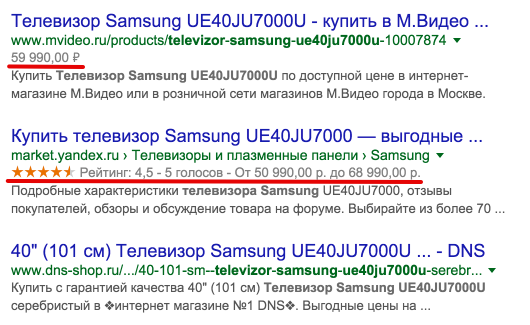 Телевизор Samsung UE40JU7000U - купить в М.Видео ...
www.mvideo.ru/products/televizor-samsung-ue40ju7000u-10007874
59 990,00 ₽
Купить Телевизор Samsung UE40JU7000U по доступной цене в интернет-
магазине М.Видео или в розничной сети магазинов М.Видео города в Москве.
Купить телевизор Samsung UE40JU7000 — выгодные ...
market.yandex.ru › Телевизоры и плазменные панели › Samsung
Рейтинг: 4,5 - 5 голосов - От 50 990,00 р. до 68 990,00 р.
Подробные характеристики телевизора Samsung UE40JU7000, отзывы
покупателей, обзоры и обсуждение товара на форуме. Выбирайте из более 70 ...
40" (101 см) Телевизор Samsung UE40JU7000U ... - DNS
www.dns-shop.ru/.../40-101-sm--televizor-samsung-ue40ju7000u-serebr...
Купить с гарантией качества 40" (101 см) Телевизор Samsung UE40JU7000U
серебристый в ❖интернет магазине №1 DNS❖. Выгодные цены на ...